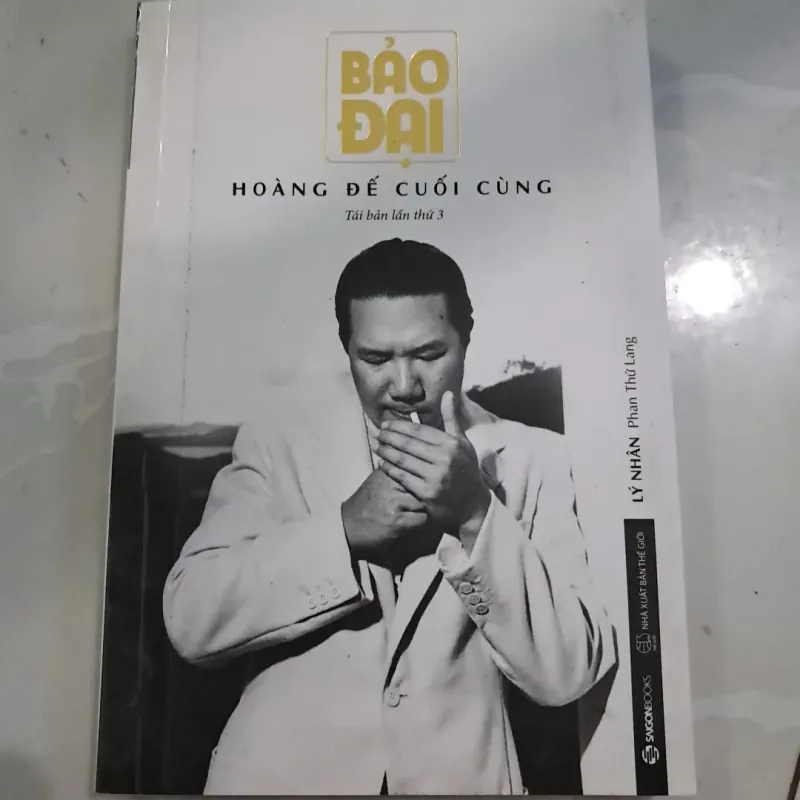 BẢO
ĐẠI
HOÀNG ĐẾ CUỐI CÙNG
Tái bản lần thứ 3
LÝ NHÂN Phan Thứ Lang
SAIGONBOOKS
NHÀ XUẤT BẢN THẾ GIỚI